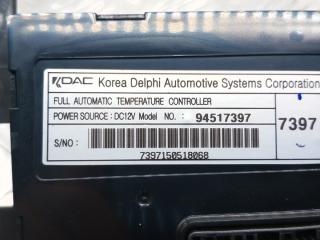 KDAC Korea Delphi Automotive Systems Corporation
FULL AUTOMATIC TEMPERATURE CONTROLLER
POWER SOURCE : DC12V Model NO. : 94517397
7397
S/NO :
7397150518068